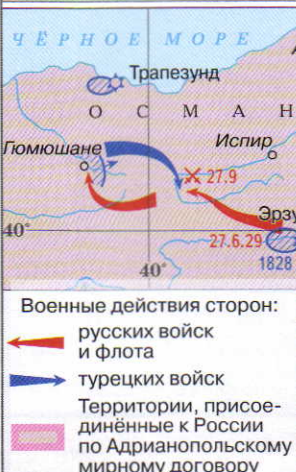 ЧЁРНОЕ МОРЕ
Трапезунд
О С М А Н
Гюмюшане
Испир
27.9
Эрзу
40°
27.6.29
1828
40°
Военные действия сторон:
русских войск
и флота
турецких войск
Территории, присое-
динённые к России
по Адрианопольскому
мирному договору